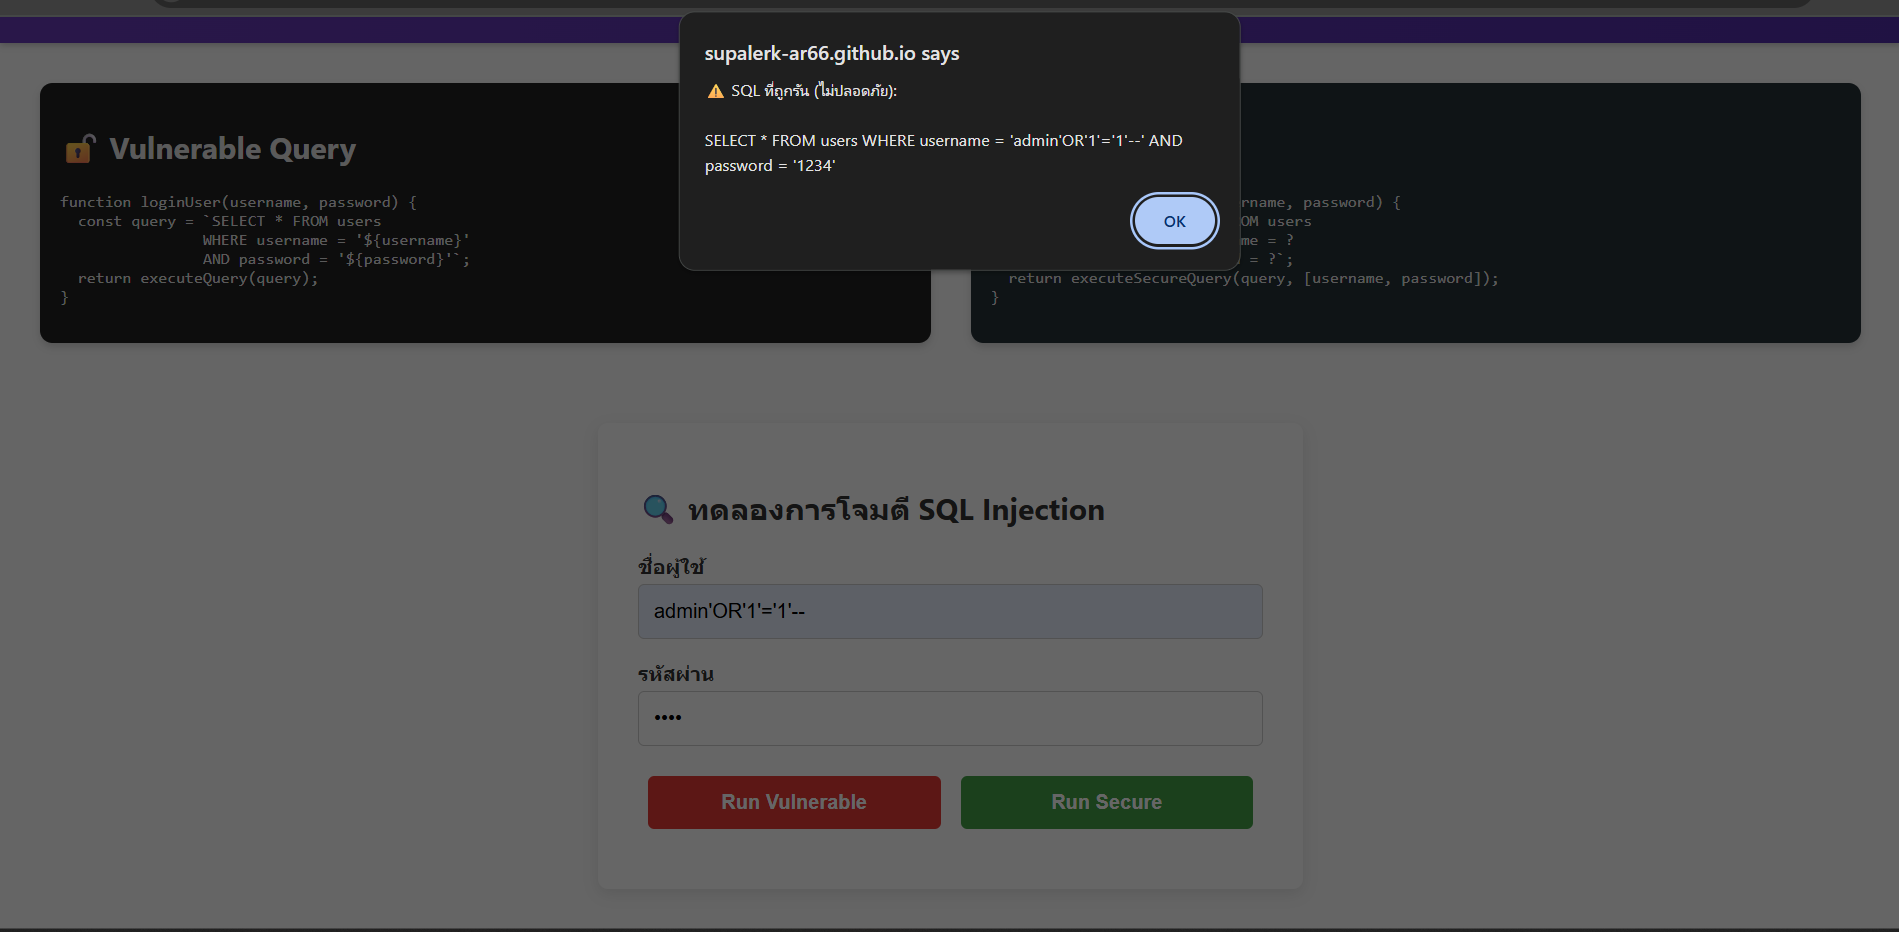 supalerk-ar66.github.io says
⚠️ SQL ที่ถูกรัน (ไม่ปลอดภัย):
SELECT * FROM users WHERE username = 'admin'OR'1'='1'--' AND
password = '1234'
OK
🔓 Vulnerable Query
function loginUser(username, password) {
const query = `SELECT * FROM users
WHERE username = '${username}'
AND password = '${password}'`;
return executeQuery(query);
}
password) {
users
= ?
= ?`;
return executeSecureQuery(query, [username, password]);
}
🔍 ทดลองการโจมตี SQL Injection
ชื่อผู้ใช้
admin'OR'1'='1'--
รหัสผ่าน
••••
Run Vulnerable
Run Secure